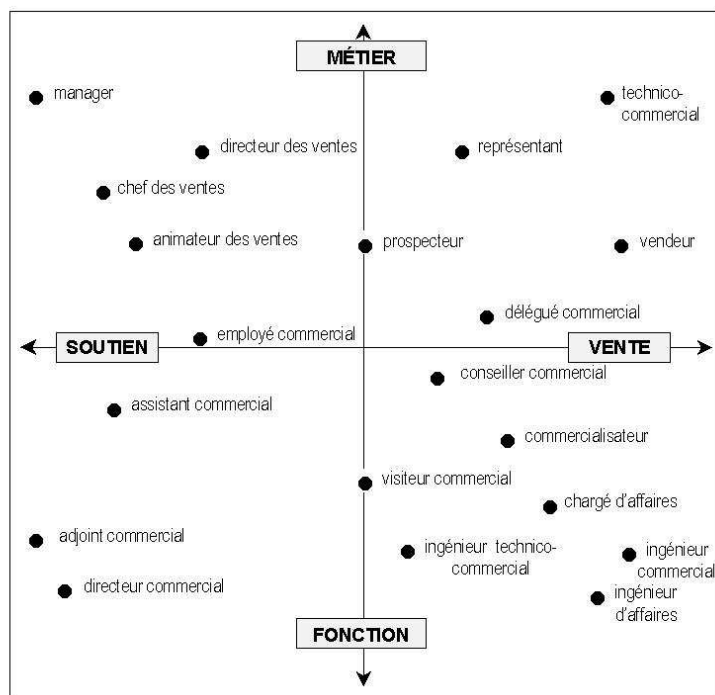 MÉTIER
manager
technico-
commercial
directeur des ventes
représentant
chef des ventes
animateur des ventes
prospecteur
vendeur
délégué commercial
employé commercial
SOUTIEN
VENTE
conseiller commercial
assistant commercial
commercialisateur
visiteur commercial
chargé d'affaires
adjoint commercial
ingénieur technico-
commercial
ingénieur
commercial
directeur commercial
ingénieur
d'affaires
FONCTION